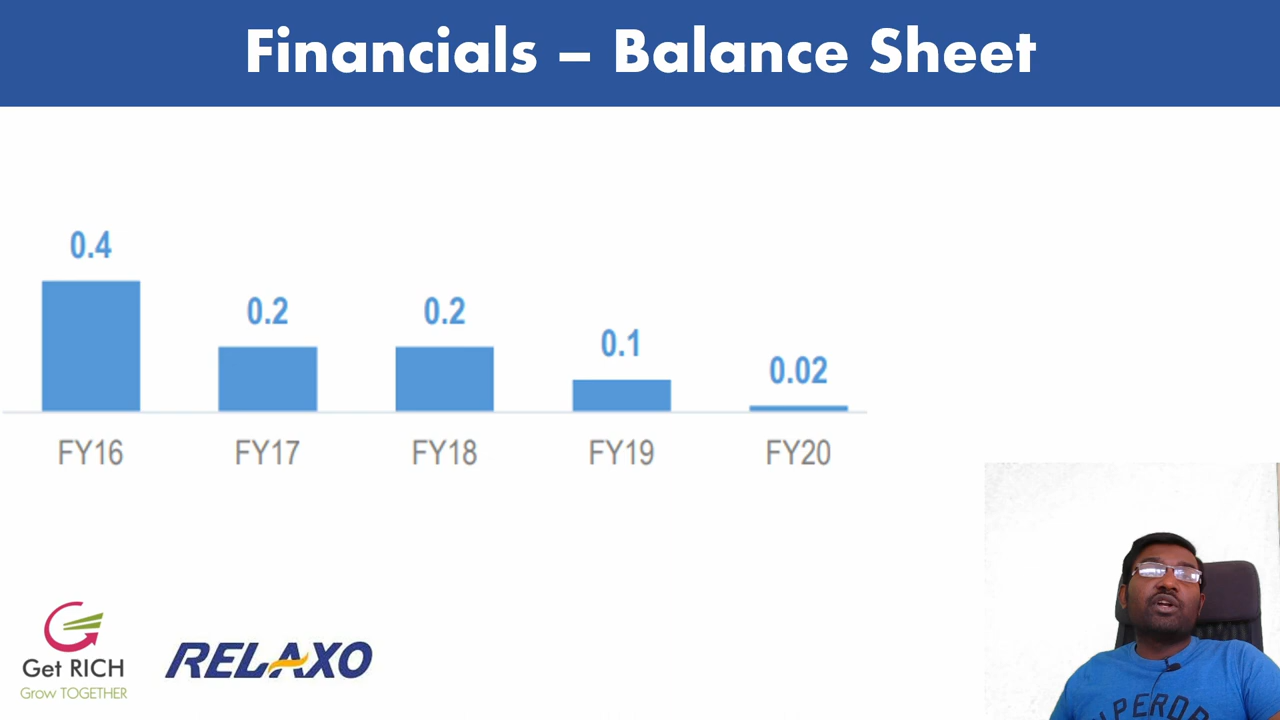 Financials – Balance Sheet
0.4
0.2
0.2
0.1
0.02
FY16
FY17
FY18
FY19
FY20
Get RICH
Grow TOGETHER
RELAXO